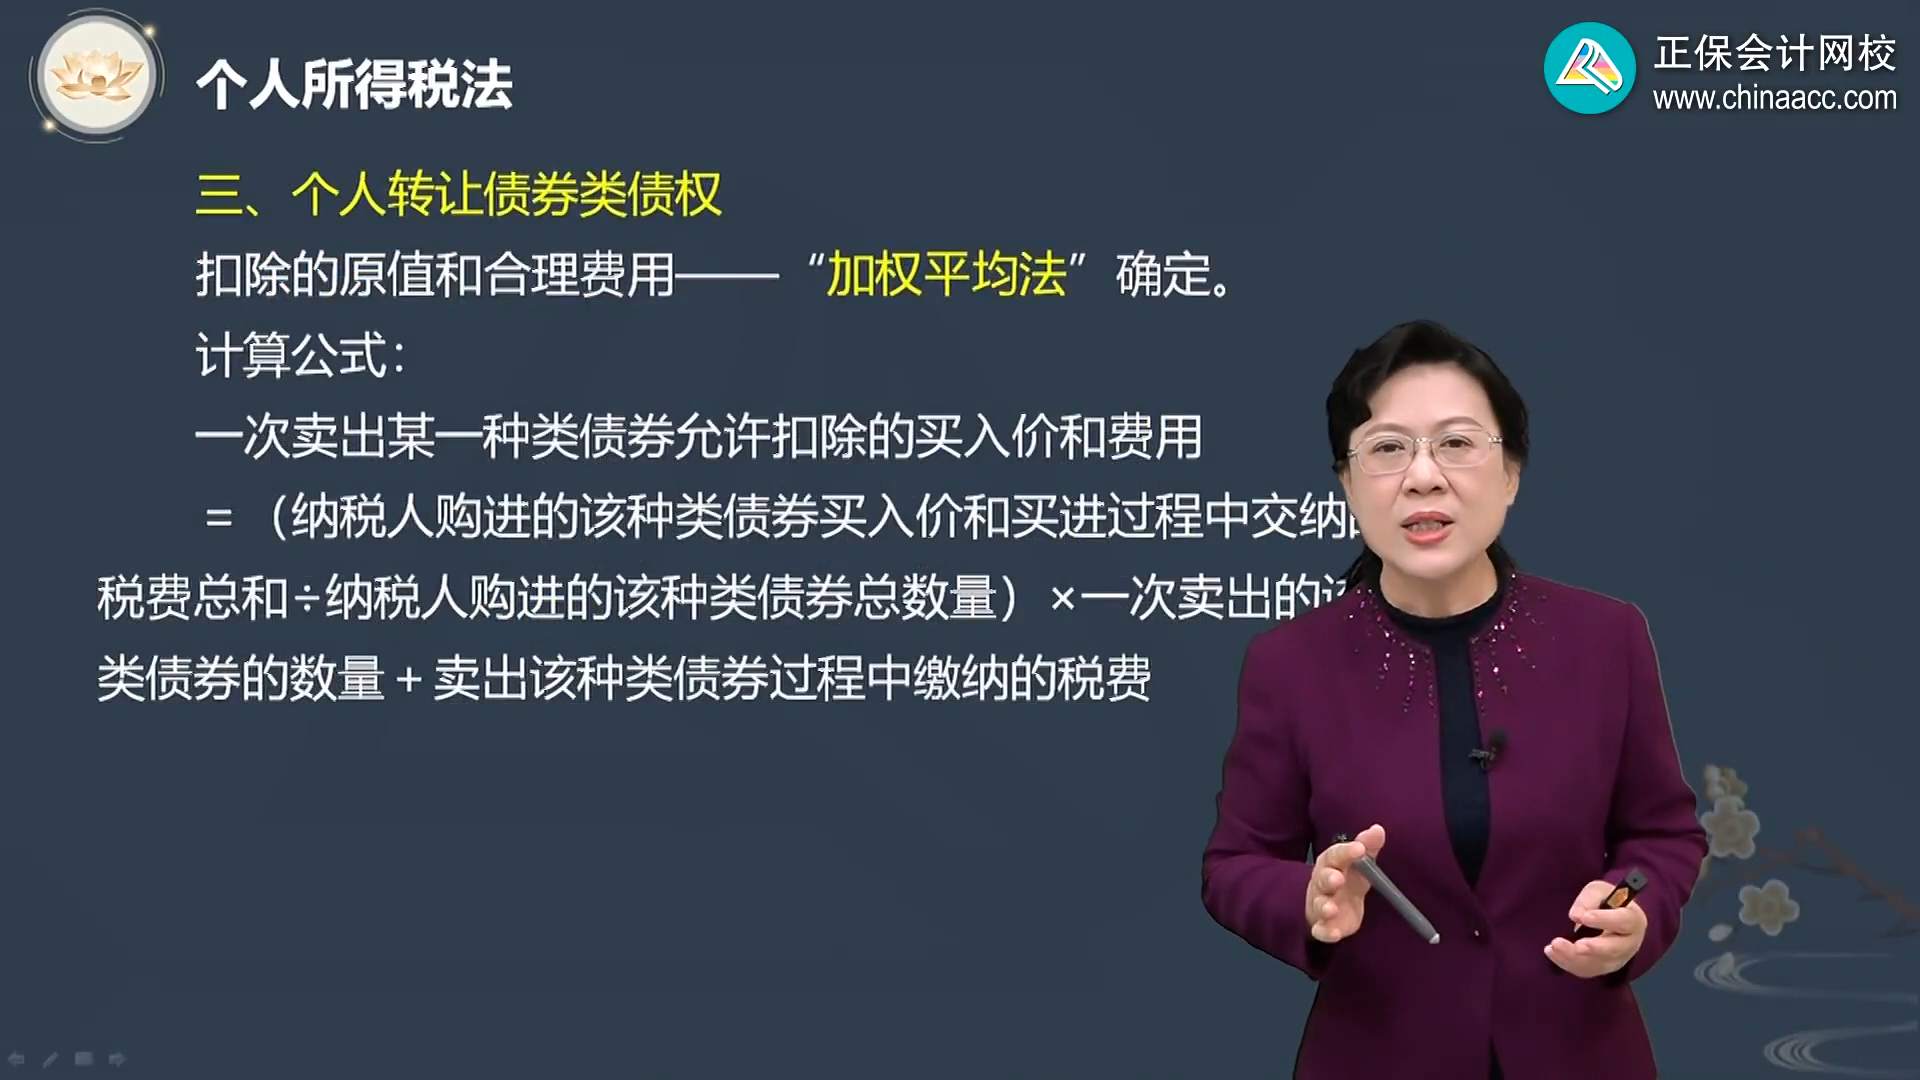 个人所得税法
正保会计网校
www.chinaacc.com
三、个人转让债券类债权
扣除的原值和合理费用——“加权平均法”确定。
计算公式：
一次卖出某一种类债券允许扣除的买入价和费用
=（纳税人购进的该种类债券买入价和买进过程中交纳
税费总和÷纳税人购进的该种类债券总数量）×一次卖出的
类债券的数量+卖出该种类债券过程中缴纳的税费